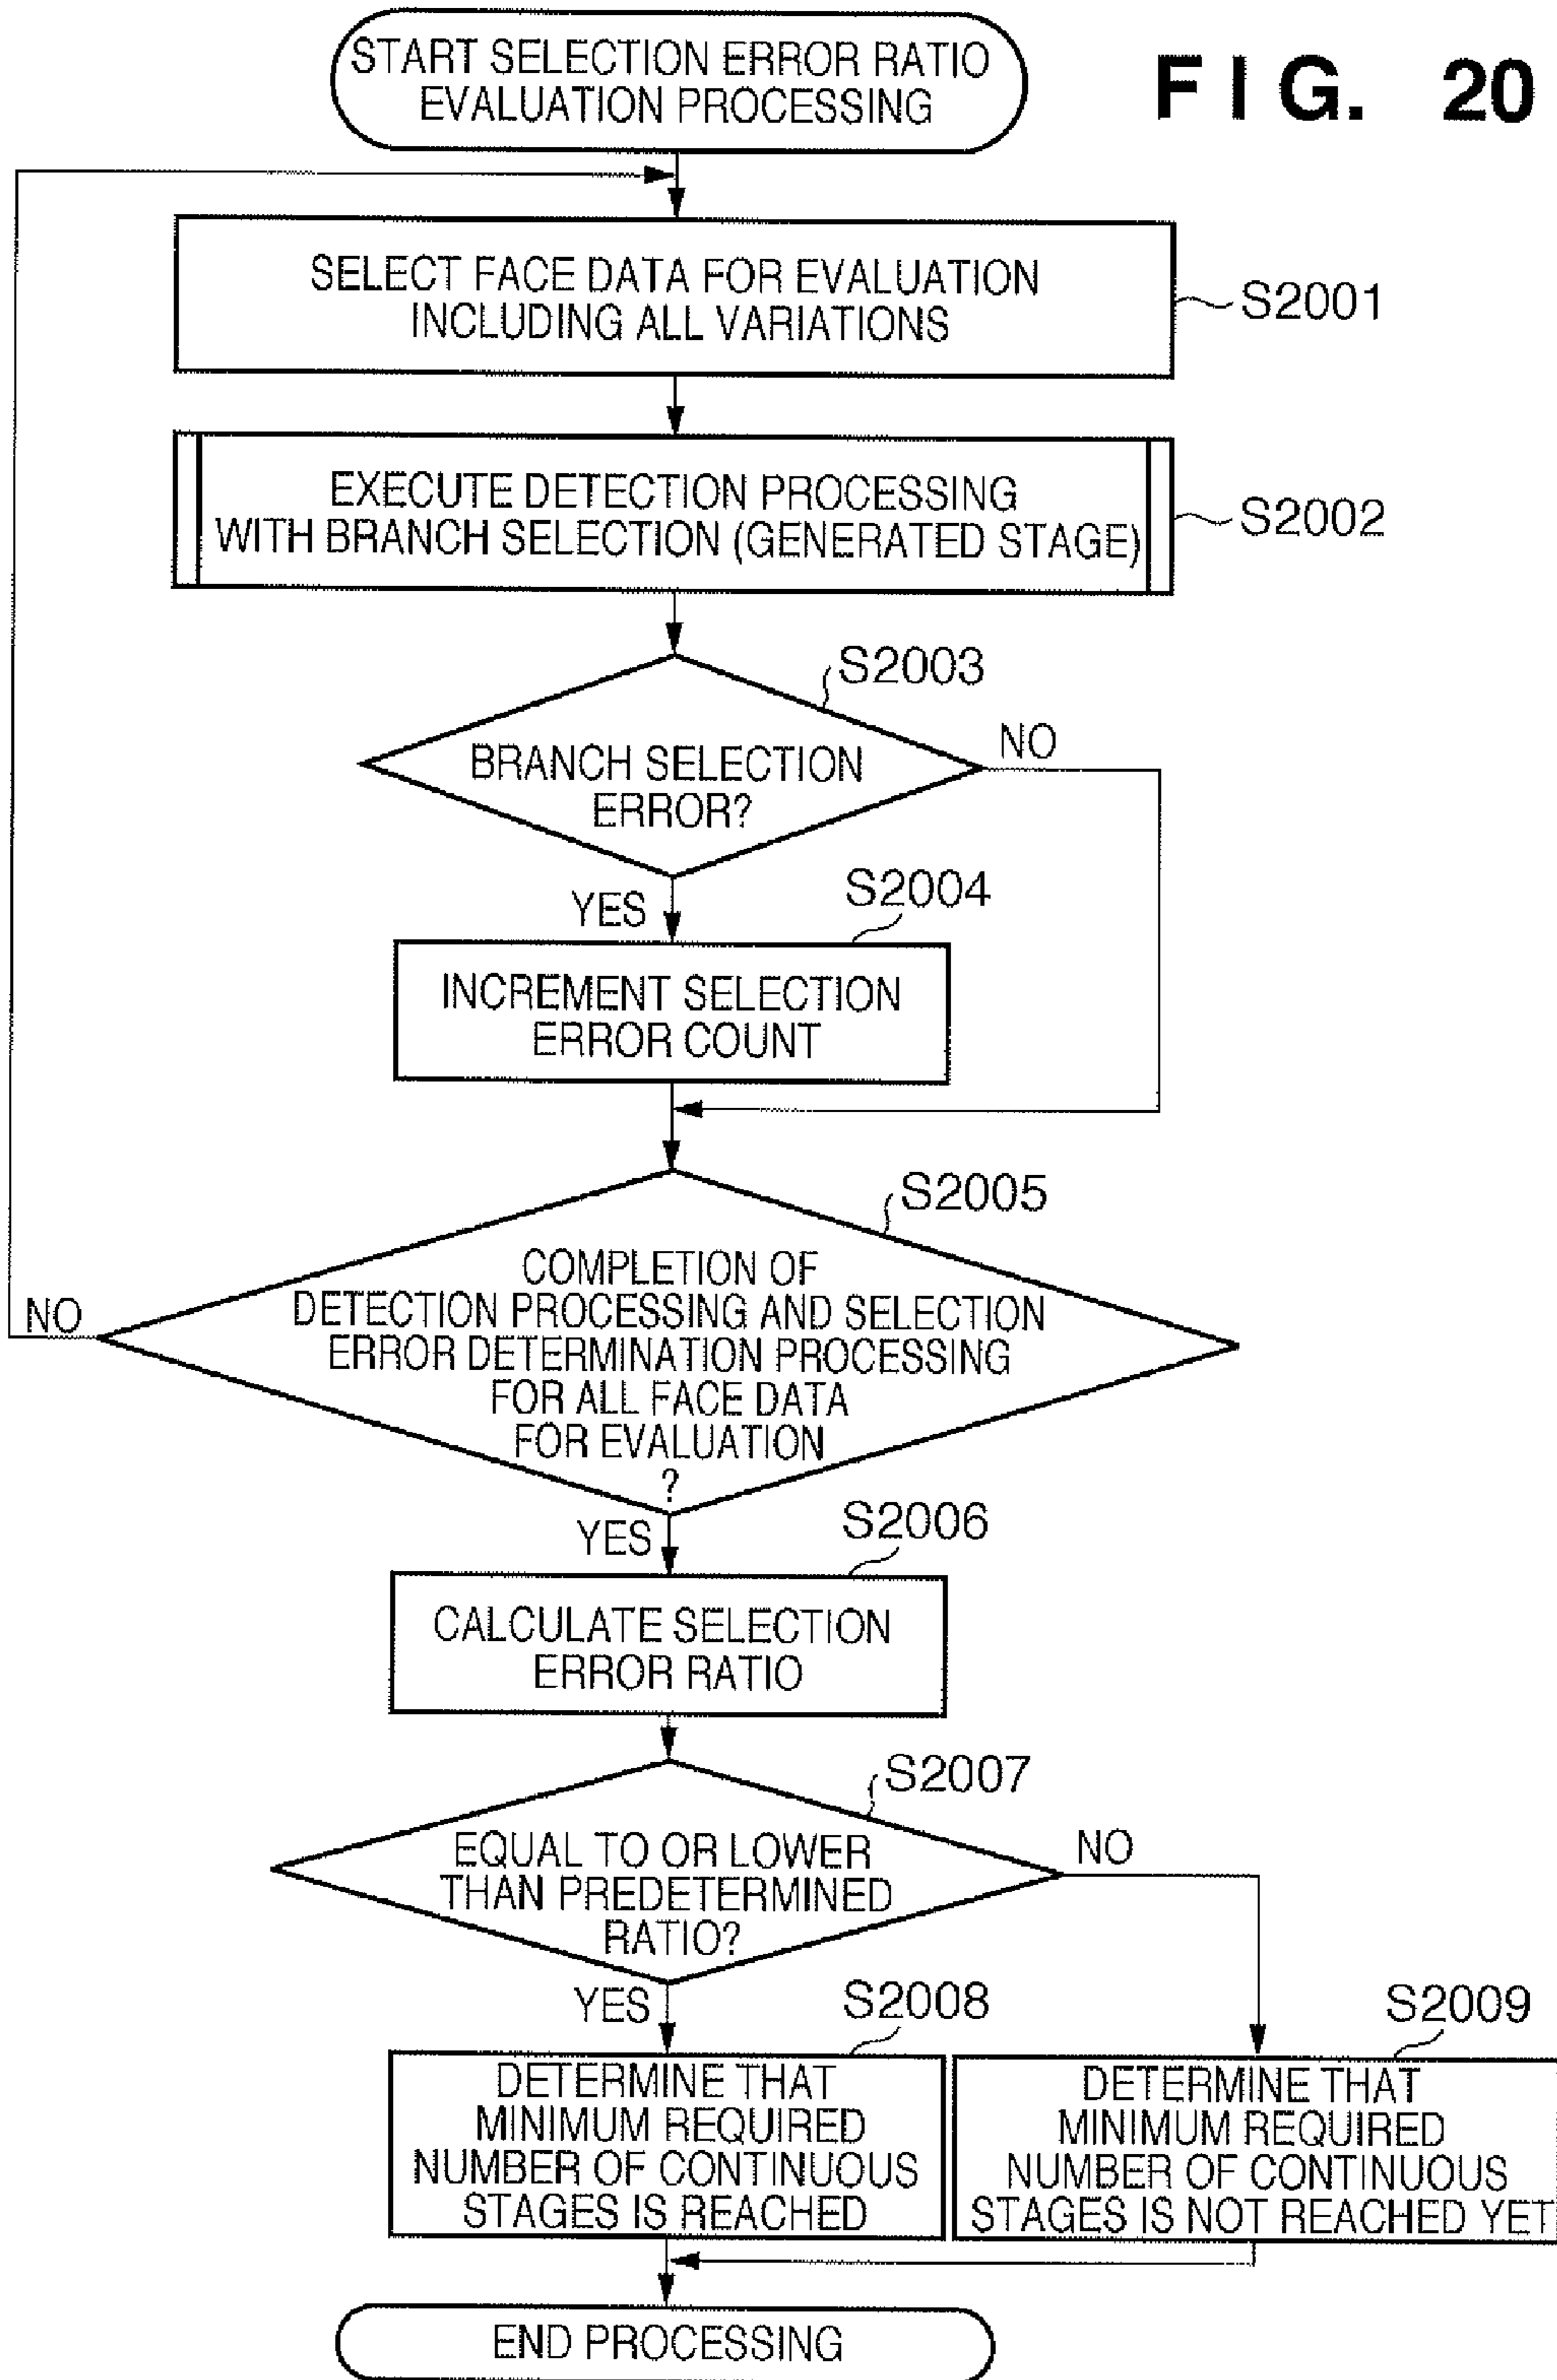 START SELECTION ERROR RATIO
EVALUATION PROCESSING
FIG. 20
SELECT FACE DATA FOR EVALUATION
INCLUDING ALL VARIATIONS
S2001
EXECUTE DETECTION PROCESSING
WITH BRANCH SELECTION (GENERATED STAGE)
S2002
S2003
BRANCH SELECTION
ERROR?
NO
YES
S2004
INCREMENT SELECTION
ERROR COUNT
S2005
COMPLETION OF
DETECTION PROCESSING AND SELECTION
ERROR DETERMINATION PROCESSING
FOR ALL FACE DATA
FOR EVALUATION
?
NO
YES
S2006
CALCULATE SELECTION
ERROR RATIO
S2007
EQUAL TO OR LOWER
THAN PREDETERMINED
RATIO?
NO
YES
S2008
DETERMINE THAT
MINIMUM REQUIRED
NUMBER OF CONTINUOUS
STAGES IS REACHED
S2009
DETERMINE THAT
MINIMUM REQUIRED
NUMBER OF CONTINUOUS
STAGES IS NOT REACHED YET
END PROCESSING